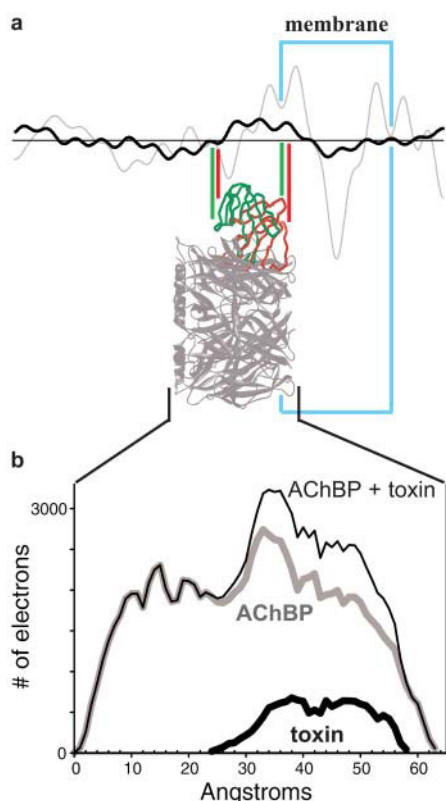 a
membrane
b
3000
AChBP + toxin
AChBP
toxin
# of electrons
0
0 10 20 30 40 50 60
Angstroms